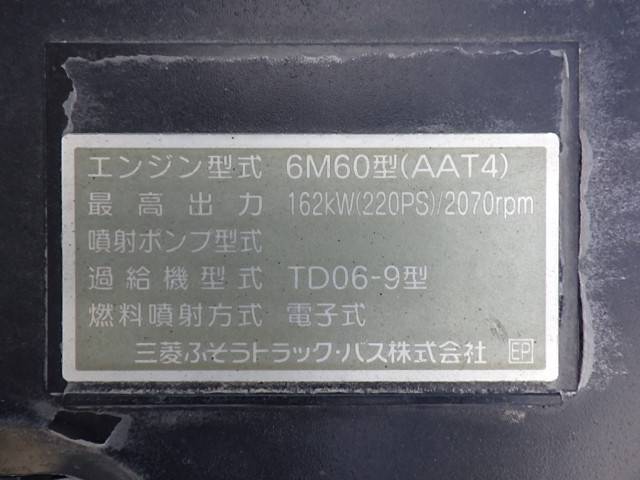 エンジン型式 6M60型(AAT4)
最高出力 162kW(220PS)/2070rpm
噴射ポンプ型式
過給機型式 TD06-9型
燃料噴射方式 電子式
三菱ふそうトラック・バス株式会社 EP